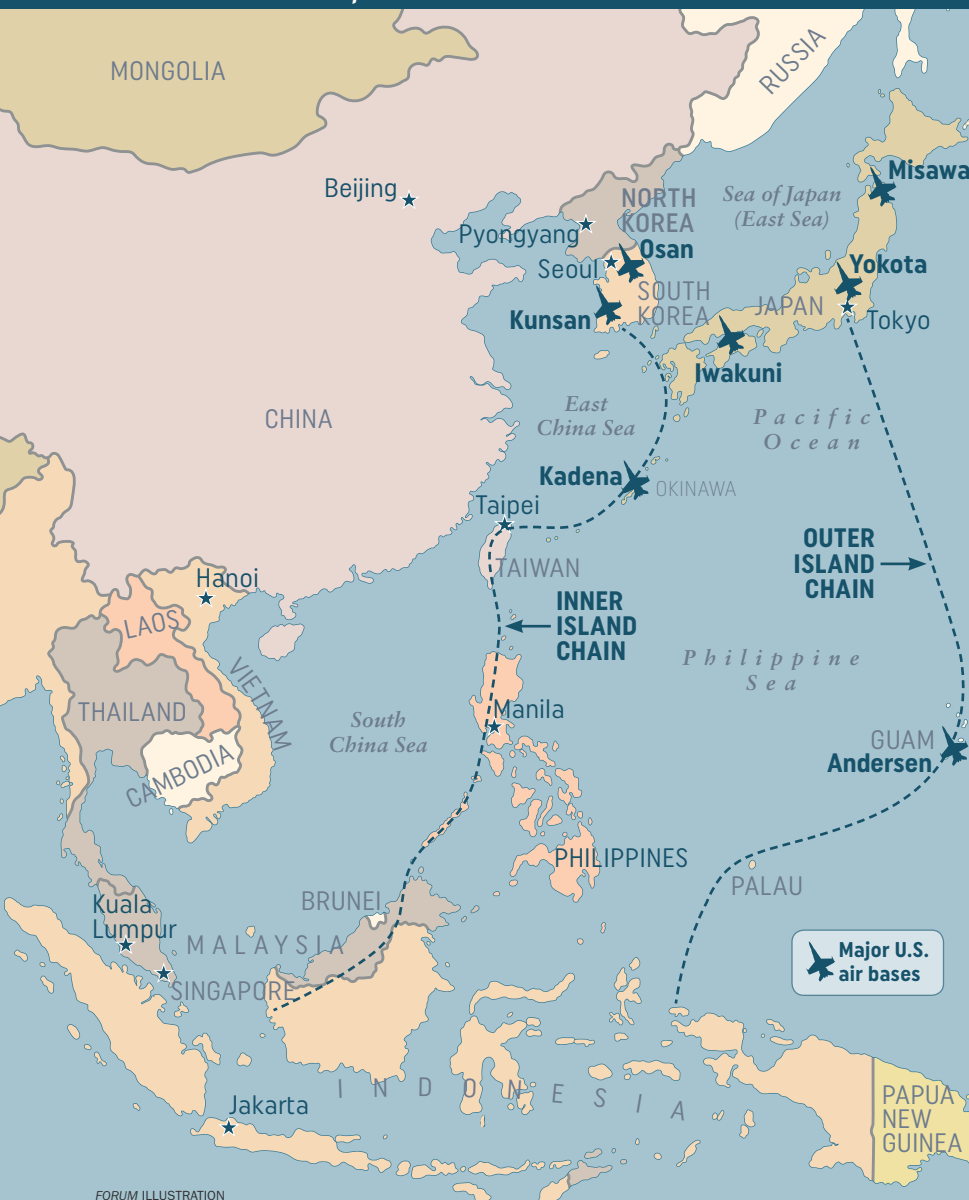 MONGOLIA
RUSSIA
Misawa
Beijing
NORTH
KOREA
Sea of Japan
(East Sea)
Pyongyang
Osan
Seoul
Yokota
SOUTH
KOREA
JAPAN
Kunsan
Tokyo
Iwakuni
CHINA
East
China Sea
Pacific
Ocean
Kadena
OKINAWA
Taipei
OUTER
ISLAND
CHAIN
TAIWAN
Hanoi
INNER
ISLAND
CHAIN
LAOS
VIETNAM
Philippine
Sea
THAILAND
South
China Sea
Manila
GUAM
Andersen
CAMBODIA
PHILIPPINES
PALAU
BRUNEI
Kuala
Lumpur
MALAYSIA
Major U.S.
air bases
SINGAPORE
INDONESIA
Jakarta
PAPUA
NEW
GUINEA
FORUM ILLUSTRATION